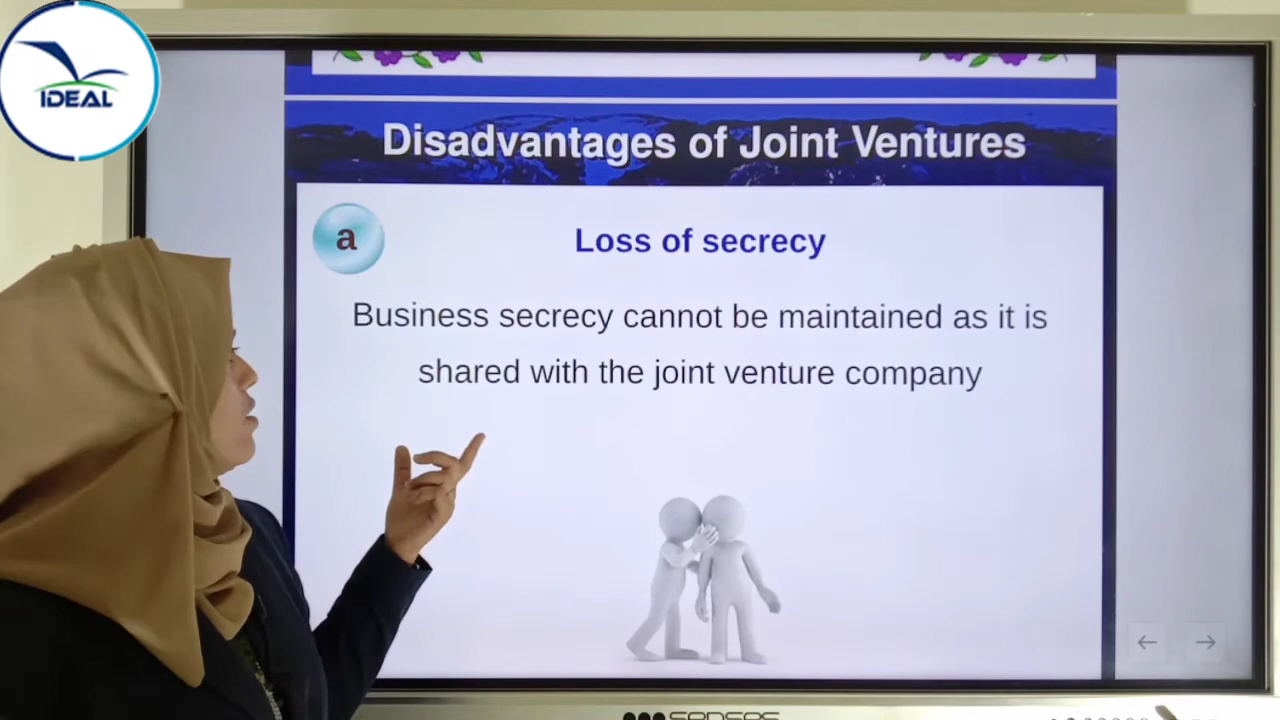 IDEAL
Disadvantages of Joint Ventures
a
Loss of secrecy
Business secrecy cannot be maintained as it is
shared with the joint venture company